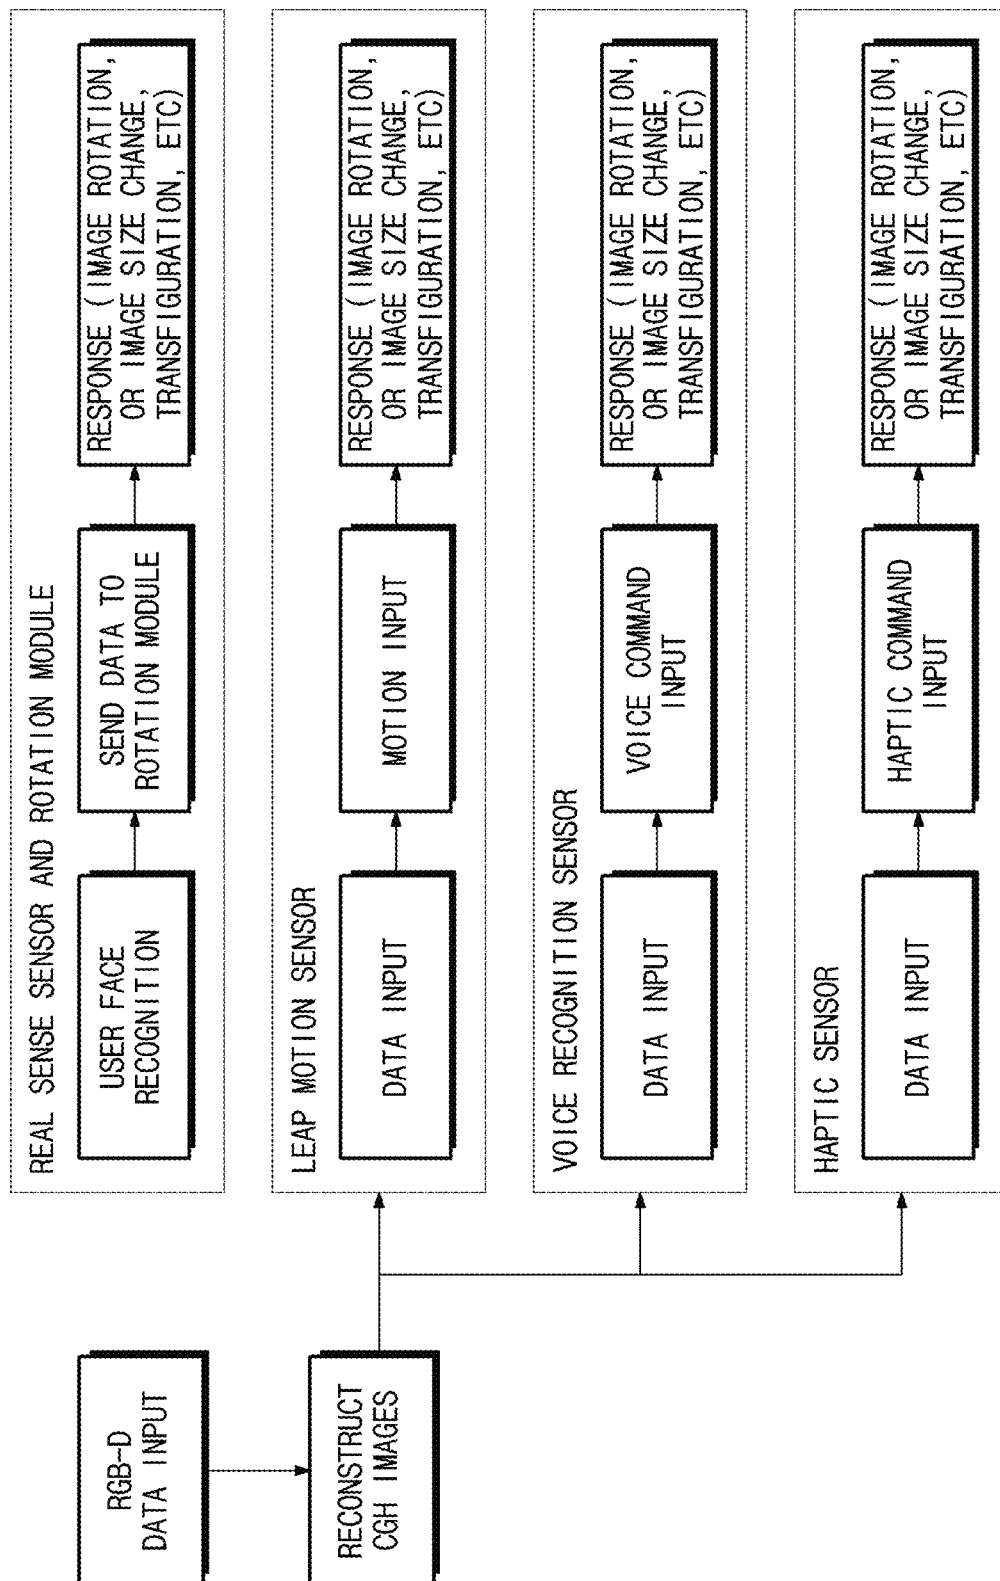 RGB-D
DATA INPUT
RECONSTRUCT
CGH IMAGES
REAL SENSE SENSOR AND ROTATION MODULE
USER FACE
RECOGNITION
SEND DATA TO
ROTATION MODULE
RESPONSE (IMAGE ROTATION,
OR IMAGE SIZE CHANGE,
TRANSFIGURATION, ETC)
LEAP MOTION SENSOR
DATA INPUT
MOTION INPUT
RESPONSE (IMAGE ROTATION,
OR IMAGE SIZE CHANGE,
TRANSFIGURATION, ETC)
VOICE RECOGNITION SENSOR
DATA INPUT
VOICE COMMAND
INPUT
RESPONSE (IMAGE ROTATION,
OR IMAGE SIZE CHANGE,
TRANSFIGURATION, ETC)
HAPTIC SENSOR
DATA INPUT
HAPTIC COMMAND
INPUT
RESPONSE (IMAGE ROTATION,
OR IMAGE SIZE CHANGE,
TRANSFIGURATION, ETC)